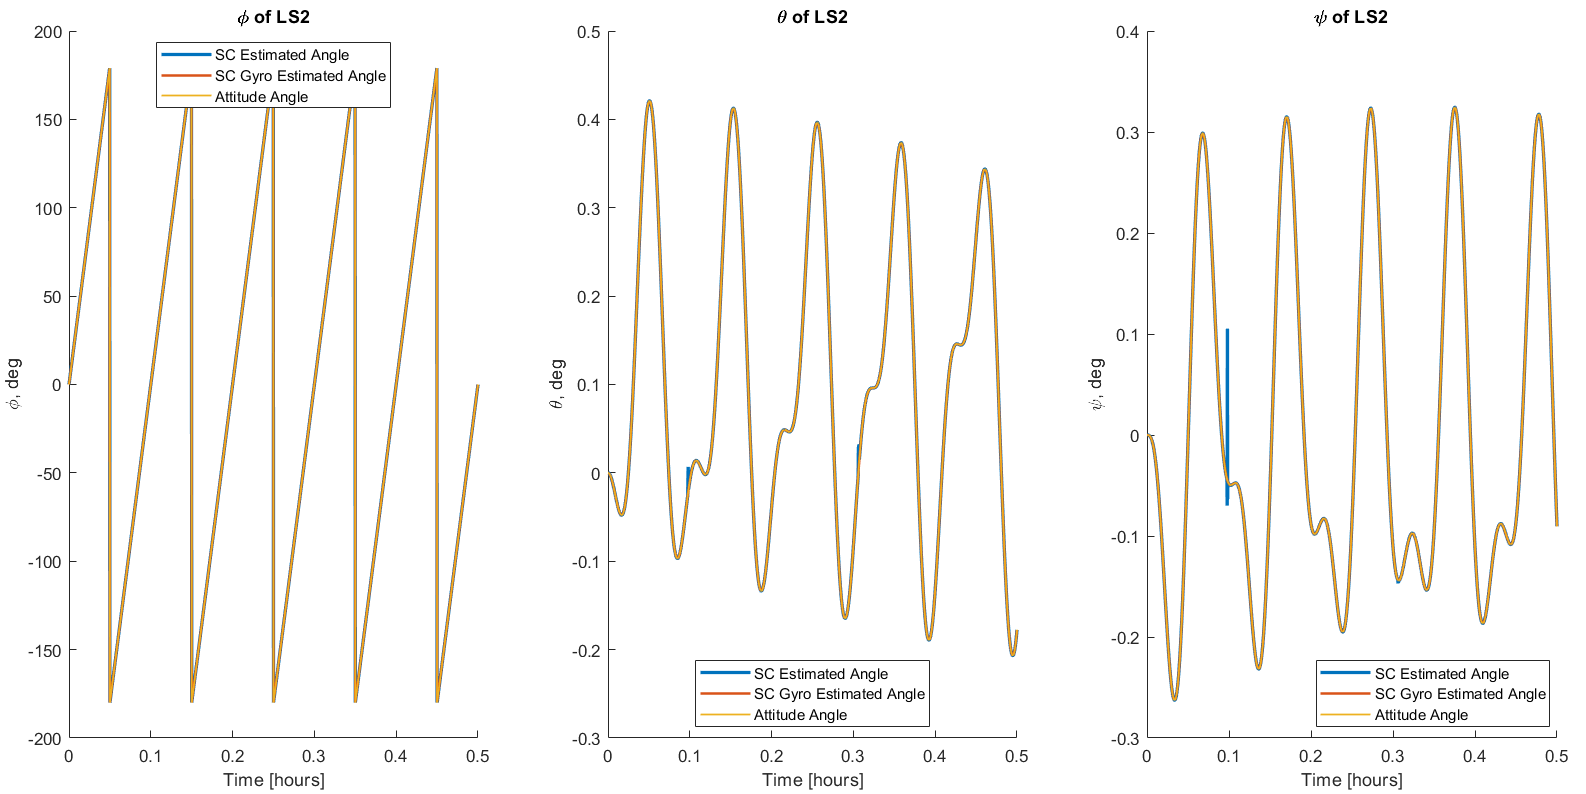 ϕ of LS2
200
150
100
50
0
-50
-100
-150
-200
ϕ, deg
0
0.1
0.2
0.3
0.4
0.5
Time [hours]
SC Estimated Angle
SC Gyro Estimated Angle
Attitude Angle
θ of LS2
0.5
0.4
0.3
0.2
0.1
0
-0.1
-0.2
-0.3
θ, deg
0
0.1
0.2
0.3
0.4
0.5
Time [hours]
SC Estimated Angle
SC Gyro Estimated Angle
Attitude Angle
ψ of LS2
0.4
0.3
0.2
0.1
0
-0.1
-0.2
-0.3
ψ, deg
0
0.1
0.2
0.3
0.4
0.5
Time [hours]
SC Estimated Angle
SC Gyro Estimated Angle
Attitude Angle